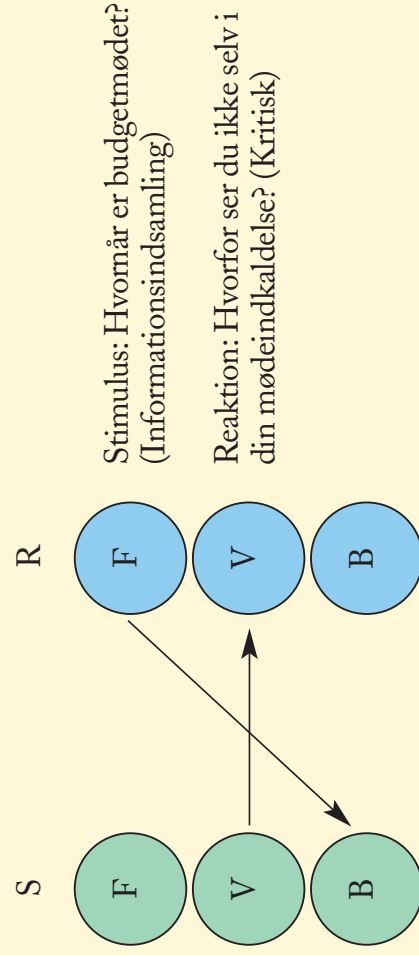 S
R
F
V
B
F
V
B
Stimulus: Hvornår er budgetmødet?
(Informationsindsamling)
Reaktion: Hvorfor ser du ikke selv i
din mødeindkaldelse? (Kritisk)